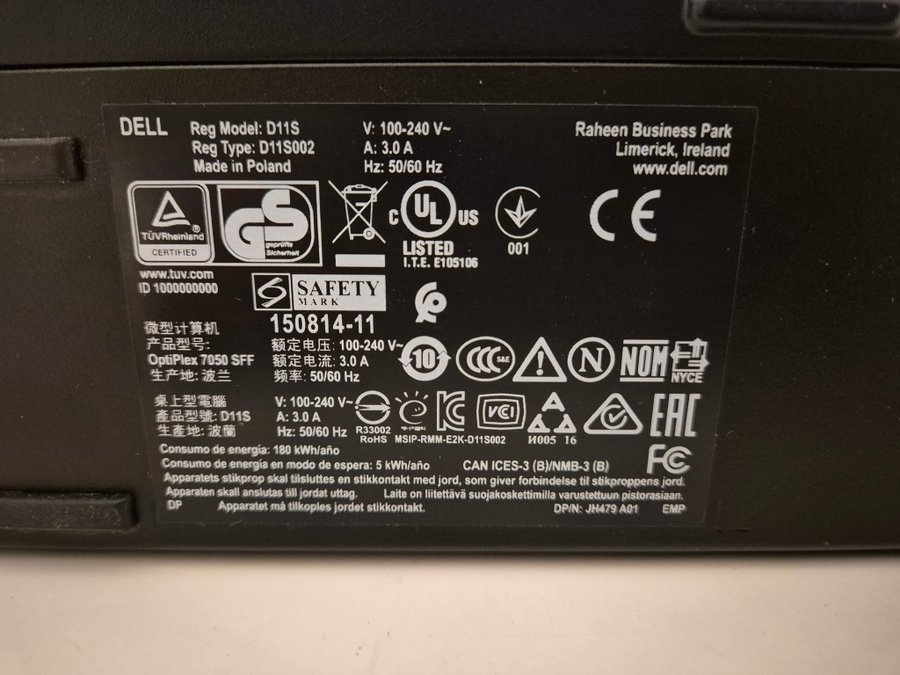 DELL
Reg Model: D11S
Reg Type: D11S002
Made in Poland
V: 100-240 V~
A: 3.0 A
Hz: 50/60 Hz
Raheen Business Park
Limerick, Ireland
www.dell.com
TÜVRheinland
CERTIFIED
GS
geprüfte
Sicherheit
C UL US
LISTED
I.T.E. E105106
001
CE
www.tuv.com
ID 1000000000
SAFETY
MARK
150814-11
微型计算机
产品型号:
OptiPlex 7050 SFF
生产地: 波兰
额定电压: 100-240 V~
额定电流: 3.0 A
频率: 50/60 Hz
10
CCC S&E
N
NOM
NYCE
桌上型電腦
產品型號: D11S
生產地: 波蘭
V: 100-240 V~
A: 3.0 A
Hz: 50/60 Hz
R33002
RoHS
MSIP-RMM-E2K-D11S002
VCI
И005 16
EAC
Consumo de energía: 180 kWh/año
Consumo de energía en modo de espera: 5 kWh/año
CAN ICES-3 (B)/NMB-3 (B)
FC
Apparatets stikprop skal tilsluttes en stikkontakt med jord, som giver forbindelse til stikproppens jord.
Apparaten skall anslutas till jordat uttag.
Laite on liitettävä suojakoskettimilla varustettuun pistorasiaan.
DP
Apparatet må tilkoples jordet stikkontakt.
DP/N: JH479 A01
EMP